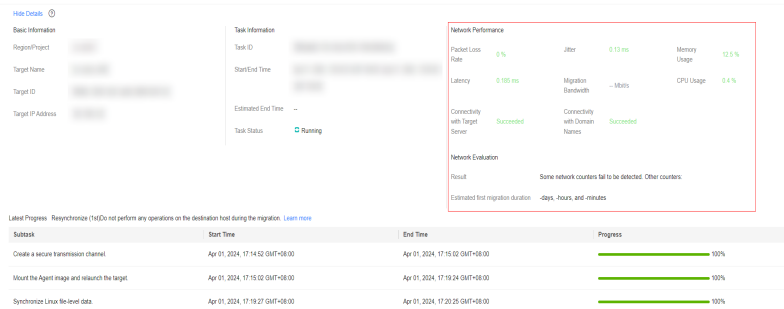 Hide Details ?
Basic Information
Region/Project
Target Name
Target ID
Target IP Address
Task Information
Task ID
Start/End Time
Estimated End Time --
Task Status Running
Network Performance
Packet Loss Rate 0 % Jitter 0.13 ms Memory Usage 12.5 %
Latency 0.185 ms Migration Bandwidth -- Mbit/s CPU Usage 0.4 %
Connectivity with Target Server Succeeded Connectivity with Domain Names Succeeded
Network Evaluation
Result Some network counters fail to be detected. Other counters:
Estimated first migration duration -days, -hours, and -minutes
Latest Progress Resynchronize (1st)Do not perform any operations on the destination host during the migration. Learn more
Subtask Start Time End Time Progress
Create a secure transmission channel. Apr 01, 2024, 17:14:52 GMT+08:00 Apr 01, 2024, 17:15:02 GMT+08:00 100%
Mount the Agent image and relaunch the target. Apr 01, 2024, 17:15:02 GMT+08:00 Apr 01, 2024, 17:19:24 GMT+08:00 100%
Synchronize Linux file-level data. Apr 01, 2024, 17:19:27 GMT+08:00 Apr 01, 2024, 17:20:25 GMT+08:00 100%